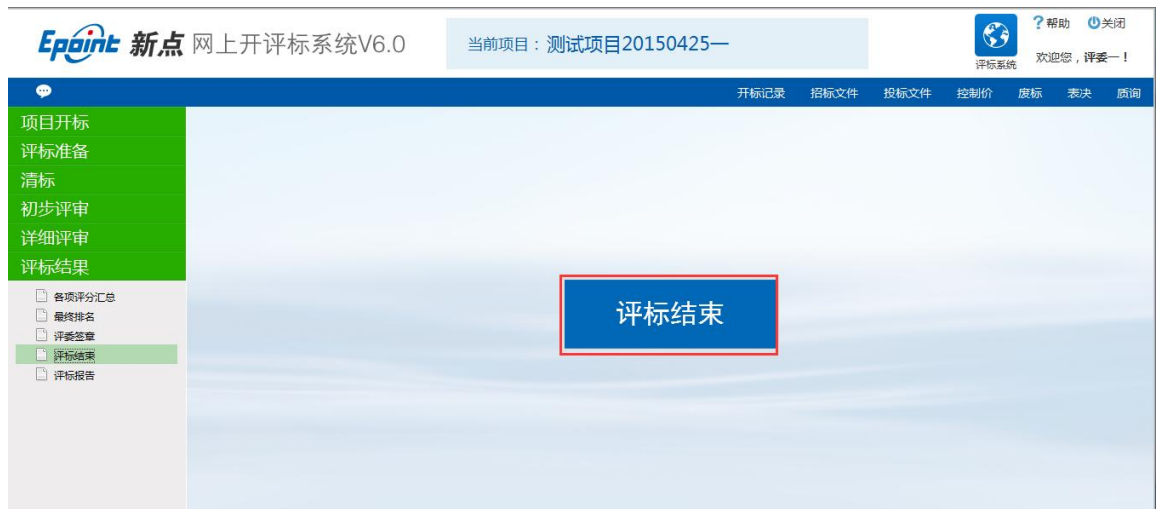 Epoint 新点 网上开评标系统V6.0
当前项目：测试项目20150425一
评标系统
?帮助 关闭
欢迎您，评委一！
开标记录 招标文件 投标文件 控制价 废标 表决 质询
项目开标
评标准备
清标
初步评审
详细评审
评标结果
各项评分汇总
最终排名
评委签章
评标结束
评标报告
评标结束